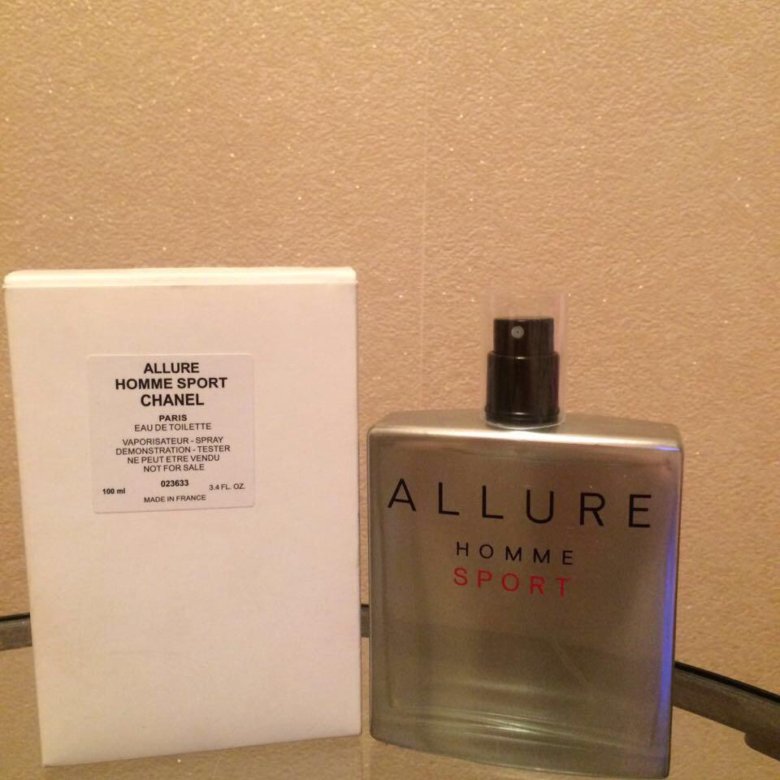 ALLURE
HOMME SPORT
CHANEL
PARIS
EAU DE TOILETTE
VAPORISATEUR - SPRAY
DEMONSTRATION - TESTER
NE PEUT ETRE VENDU
NOT FOR SALE
023633
100 ml 3.4 FL. OZ.
MADE IN FRANCE
ALLURE
HOMME
SPORT